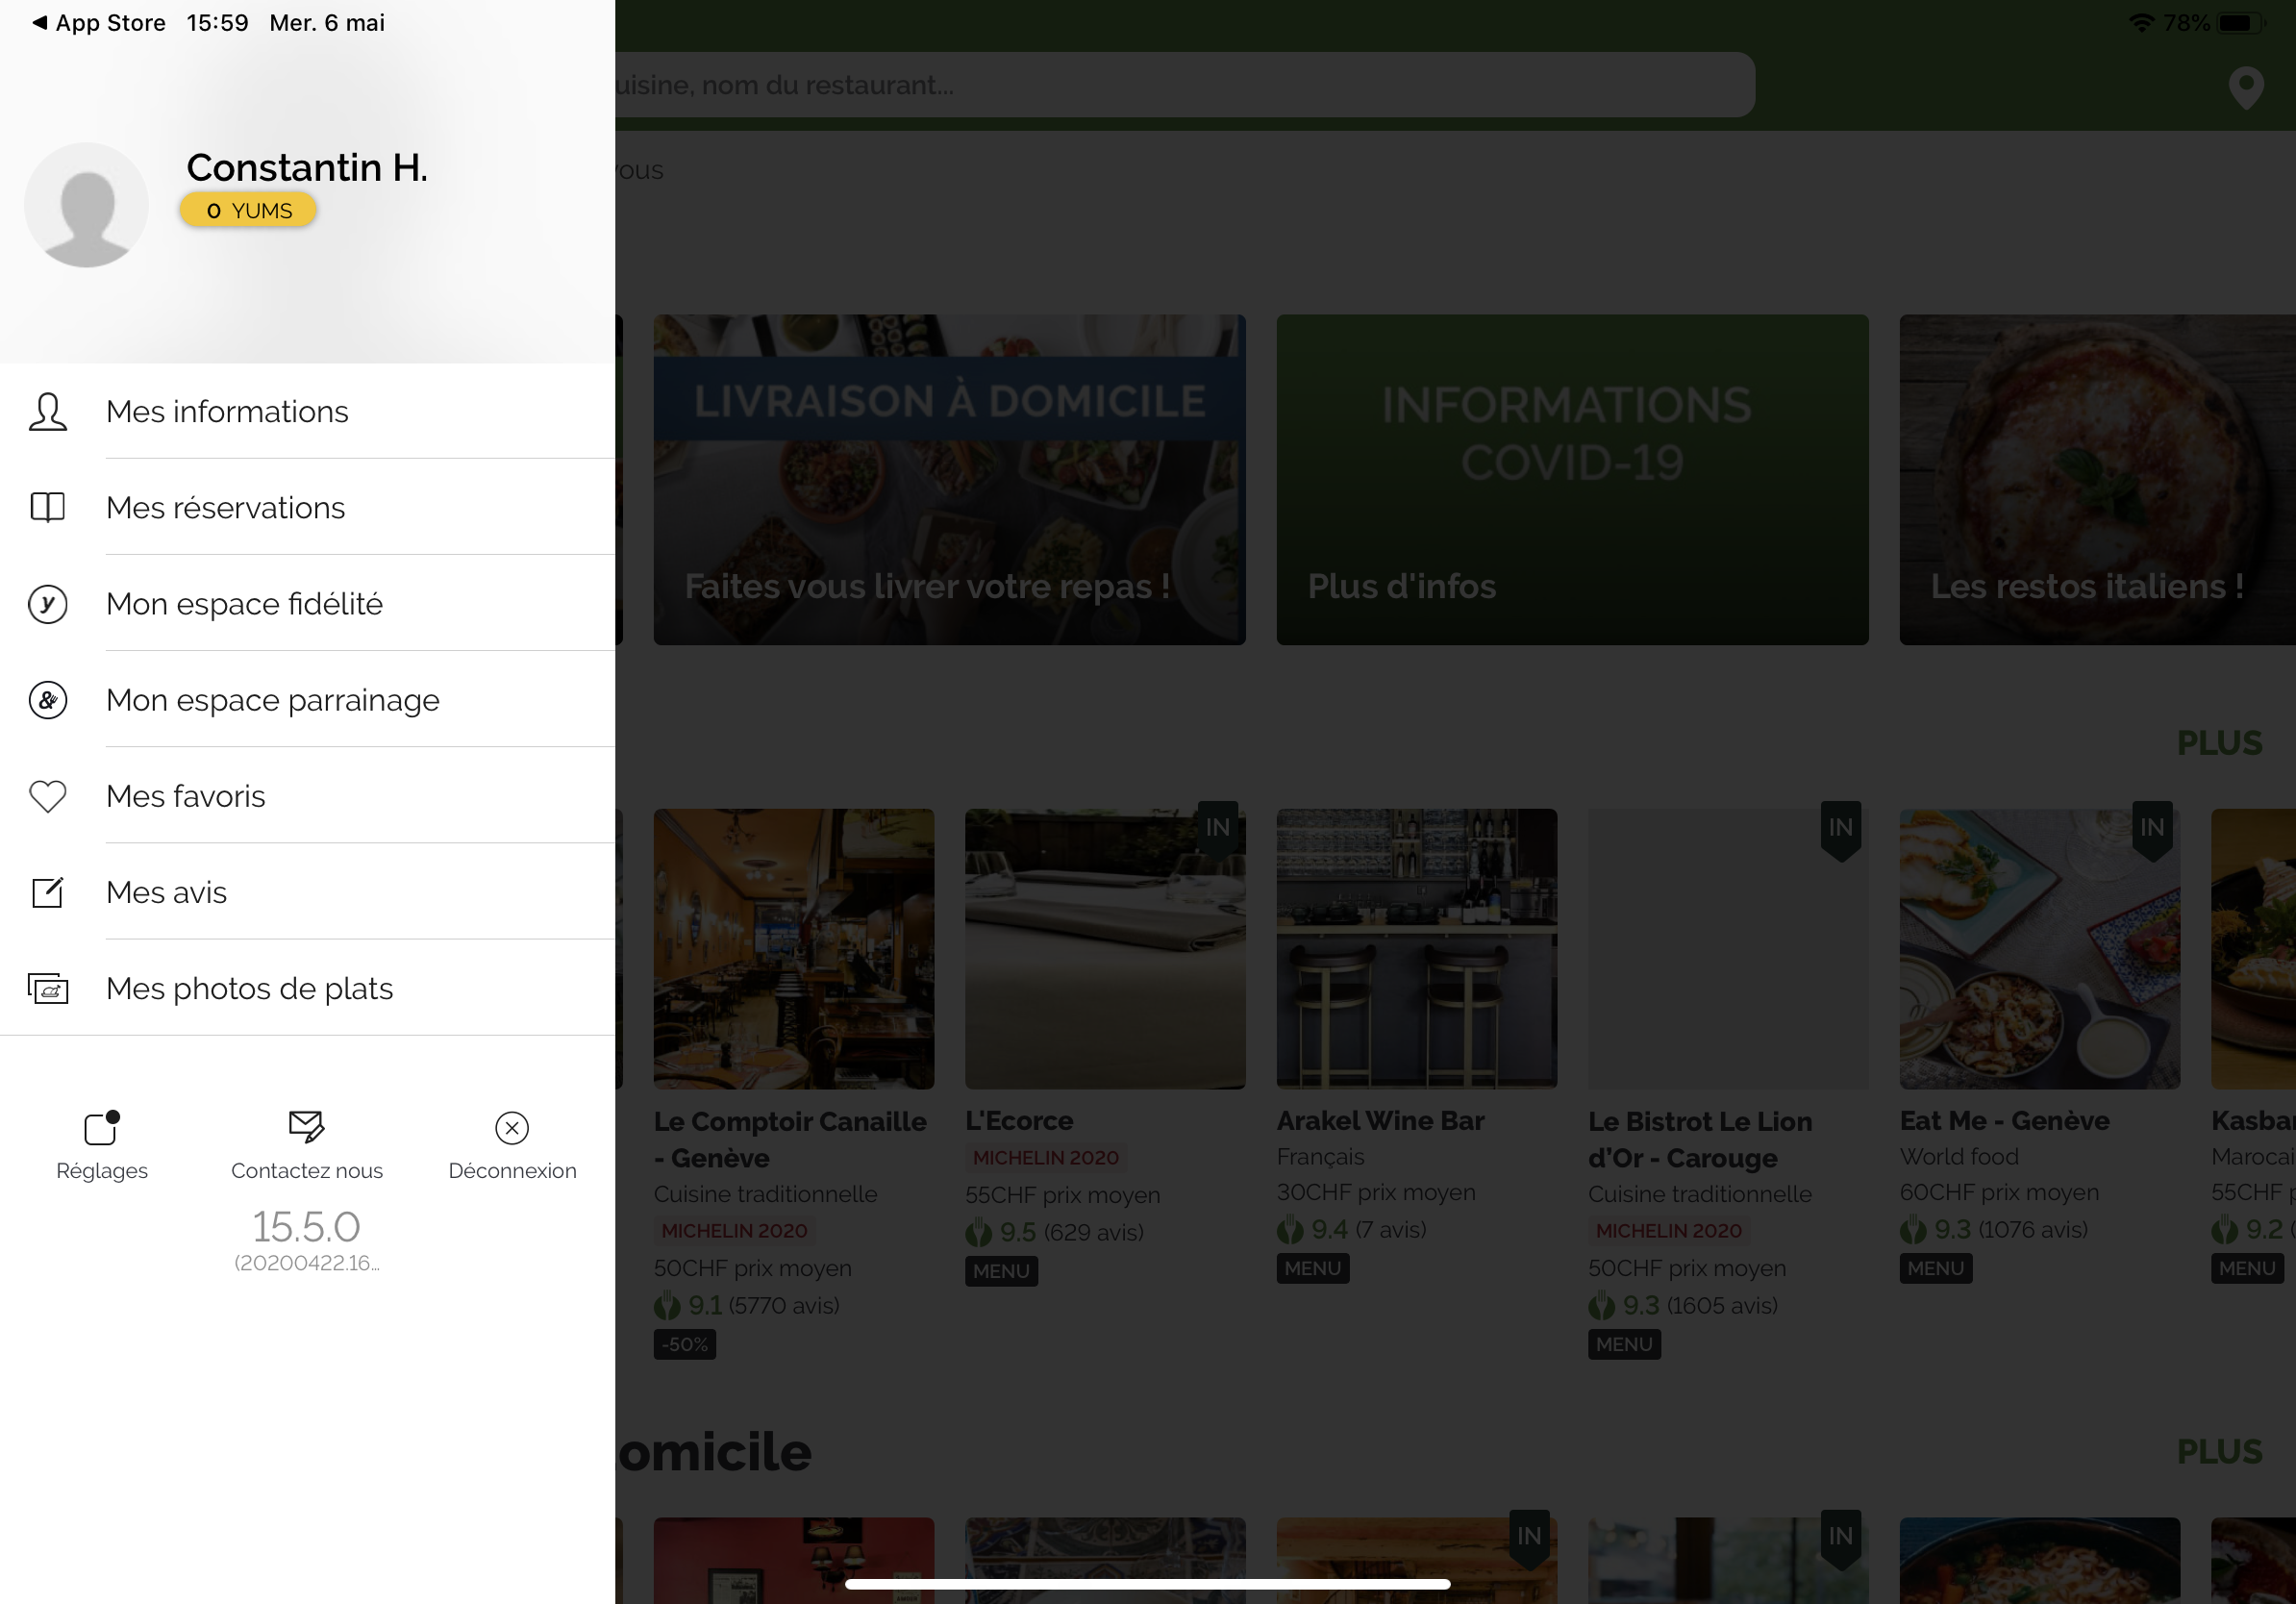 App Store 15:59 Mer. 6 mai
78%
Constantin H.
0 YUMS
Mes informations
Mes réservations
Mon espace fidélité
Mon espace parrainage
Mes favoris
Mes avis
Mes photos de plats
Réglages
Contactez nous
Déconnexion
15.5.0
(20200422.16...
uisine, nom du restaurant...
vous
LIVRAISON À DOMICILE
Faites vous livrer votre repas !
INFORMATIONS
COVID-19
Plus d'infos
Les restos italiens !
PLUS
Le Comptoir Canaille
- Genève
Cuisine traditionnelle
MICHELIN 2020
50CHF prix moyen
9.1 (5770 avis)
-50%
IN
L'Ecorce
MICHELIN 2020
55CHF prix moyen
9.5 (629 avis)
MENU
Arakel Wine Bar
Français
30CHF prix moyen
9.4 (7 avis)
MENU
IN
Le Bistrot Le Lion
d'Or - Carouge
Cuisine traditionnelle
MICHELIN 2020
50CHF prix moyen
9.3 (1605 avis)
MENU
IN
Eat Me - Genève
World food
60CHF prix moyen
9.3 (1076 avis)
MENU
Kasba
Marocai
55CHF p
9.2 (
MENU
omicile
PLUS
IN
IN